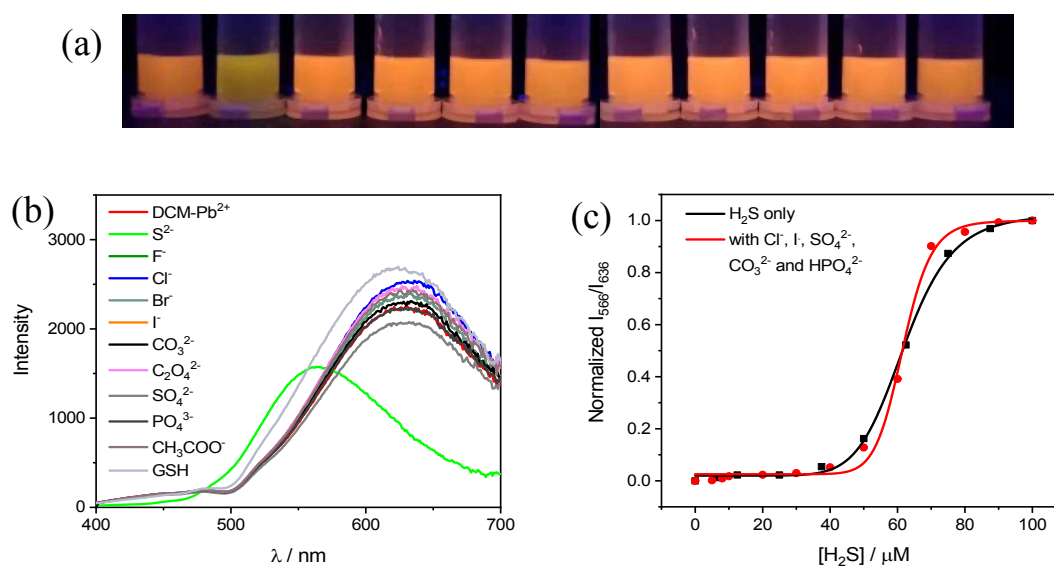 (a)
(b)
DCM-Pb²⁺
S²⁻
F⁻
Cl⁻
Br⁻
I⁻
CO₃²⁻
C₂O₄²⁻
SO₄²⁻
PO₄³⁻
CH₃COO⁻
GSH
3000
2000
1000
0
Intensity
400
500
600
700
λ / nm
(c)
H₂S only
with Cl⁻, I⁻, SO₄²⁻,
CO₃²⁻ and HPO₄²⁻
1.0
0.8
0.6
0.4
0.2
0.0
Normalized I₅₆₆/I₆₃₆
0
20
40
60
80
100
[H₂S] / μM